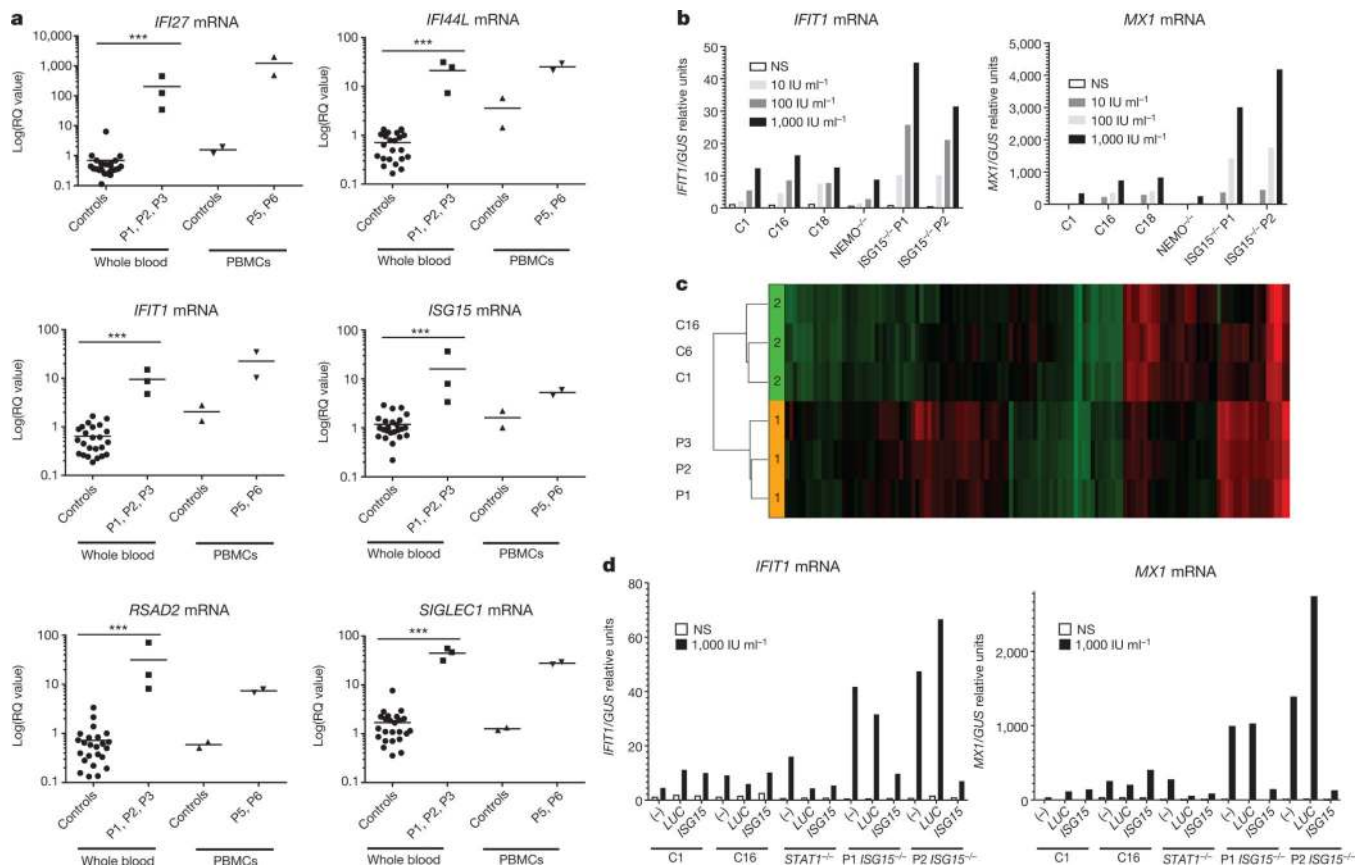 a
IFI27 mRNA
***
Log(RQ value)
10,000
1,000
100
10
1
0.1
Controls
P1, P2, P3
Controls
P5, P6
Whole blood
PBMCs
IFI44L mRNA
***
Log(RQ value)
100
10
1
0.1
Controls
P1, P2, P3
Controls
P5, P6
Whole blood
PBMCs
IFIT1 mRNA
***
Log(RQ value)
100
10
1
0.1
Controls
P1, P2, P3
Controls
P5, P6
Whole blood
PBMCs
ISG15 mRNA
***
Log(RQ value)
100
10
1
0.1
Controls
P1, P2, P3
Controls
P5, P6
Whole blood
PBMCs
RSAD2 mRNA
***
Log(RQ value)
100
10
1
0.1
Controls
P1, P2, P3
Controls
P5, P6
Whole blood
PBMCs
SIGLEC1 mRNA
***
Log(RQ value)
100
10
1
0.1
Controls
P1, P2, P3
Controls
P5, P6
Whole blood
PBMCs
b
IFIT1 mRNA
IFIT1/GUS relative units
50
40
30
20
10
0
NS
10 IU ml⁻¹
100 IU ml⁻¹
1,000 IU ml⁻¹
C1
C16
C18
NEMO⁻/⁻
ISG15⁻/⁻ P1
ISG15⁻/⁻ P2
MX1 mRNA
MX1/GUS relative units
5,000
4,000
3,000
2,000
1,000
0
NS
10 IU ml⁻¹
100 IU ml⁻¹
1,000 IU ml⁻¹
C1
C16
C18
NEMO⁻/⁻
ISG15⁻/⁻ P1
ISG15⁻/⁻ P2
c
C16
C6
C1
P3
P2
P1
2
2
2
1
1
1
d
IFIT1 mRNA
IFIT1/GUS relative units
80
60
40
20
0
NS
1,000 IU ml⁻¹
(-) LUC ISG15 (-) LUC ISG15 (-) LUC ISG15 (-) LUC ISG15 (-) LUC ISG15
C1 C16 STAT1⁻/⁻ P1 ISG15⁻/⁻ P2 ISG15⁻/⁻
MX1 mRNA
MX1/GUS relative units
2,000
1,000
0
NS
1,000 IU ml⁻¹
(-) LUC ISG15 (-) LUC ISG15 (-) LUC ISG15 (-) LUC ISG15 (-) LUC ISG15
C1 C16 STAT1⁻/⁻ P1 ISG15⁻/⁻ P2 ISG15⁻/⁻